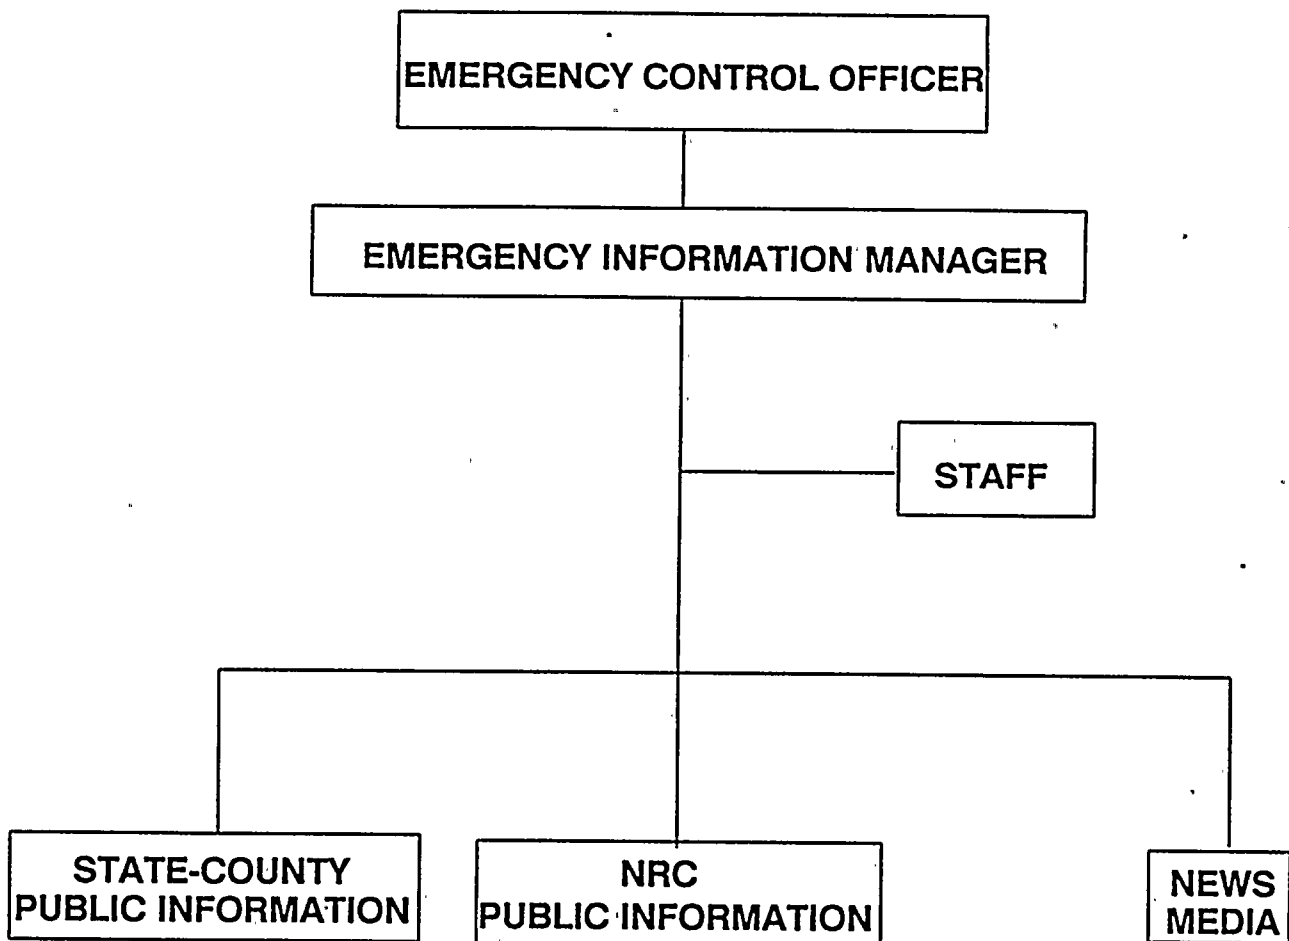 EMERGENCY CONTROL OFFICER
EMERGENCY INFORMATION MANAGER
STAFF
STATE-COUNTY
PUBLIC INFORMATION
NRC
PUBLIC INFORMATION
NEWS
MEDIA